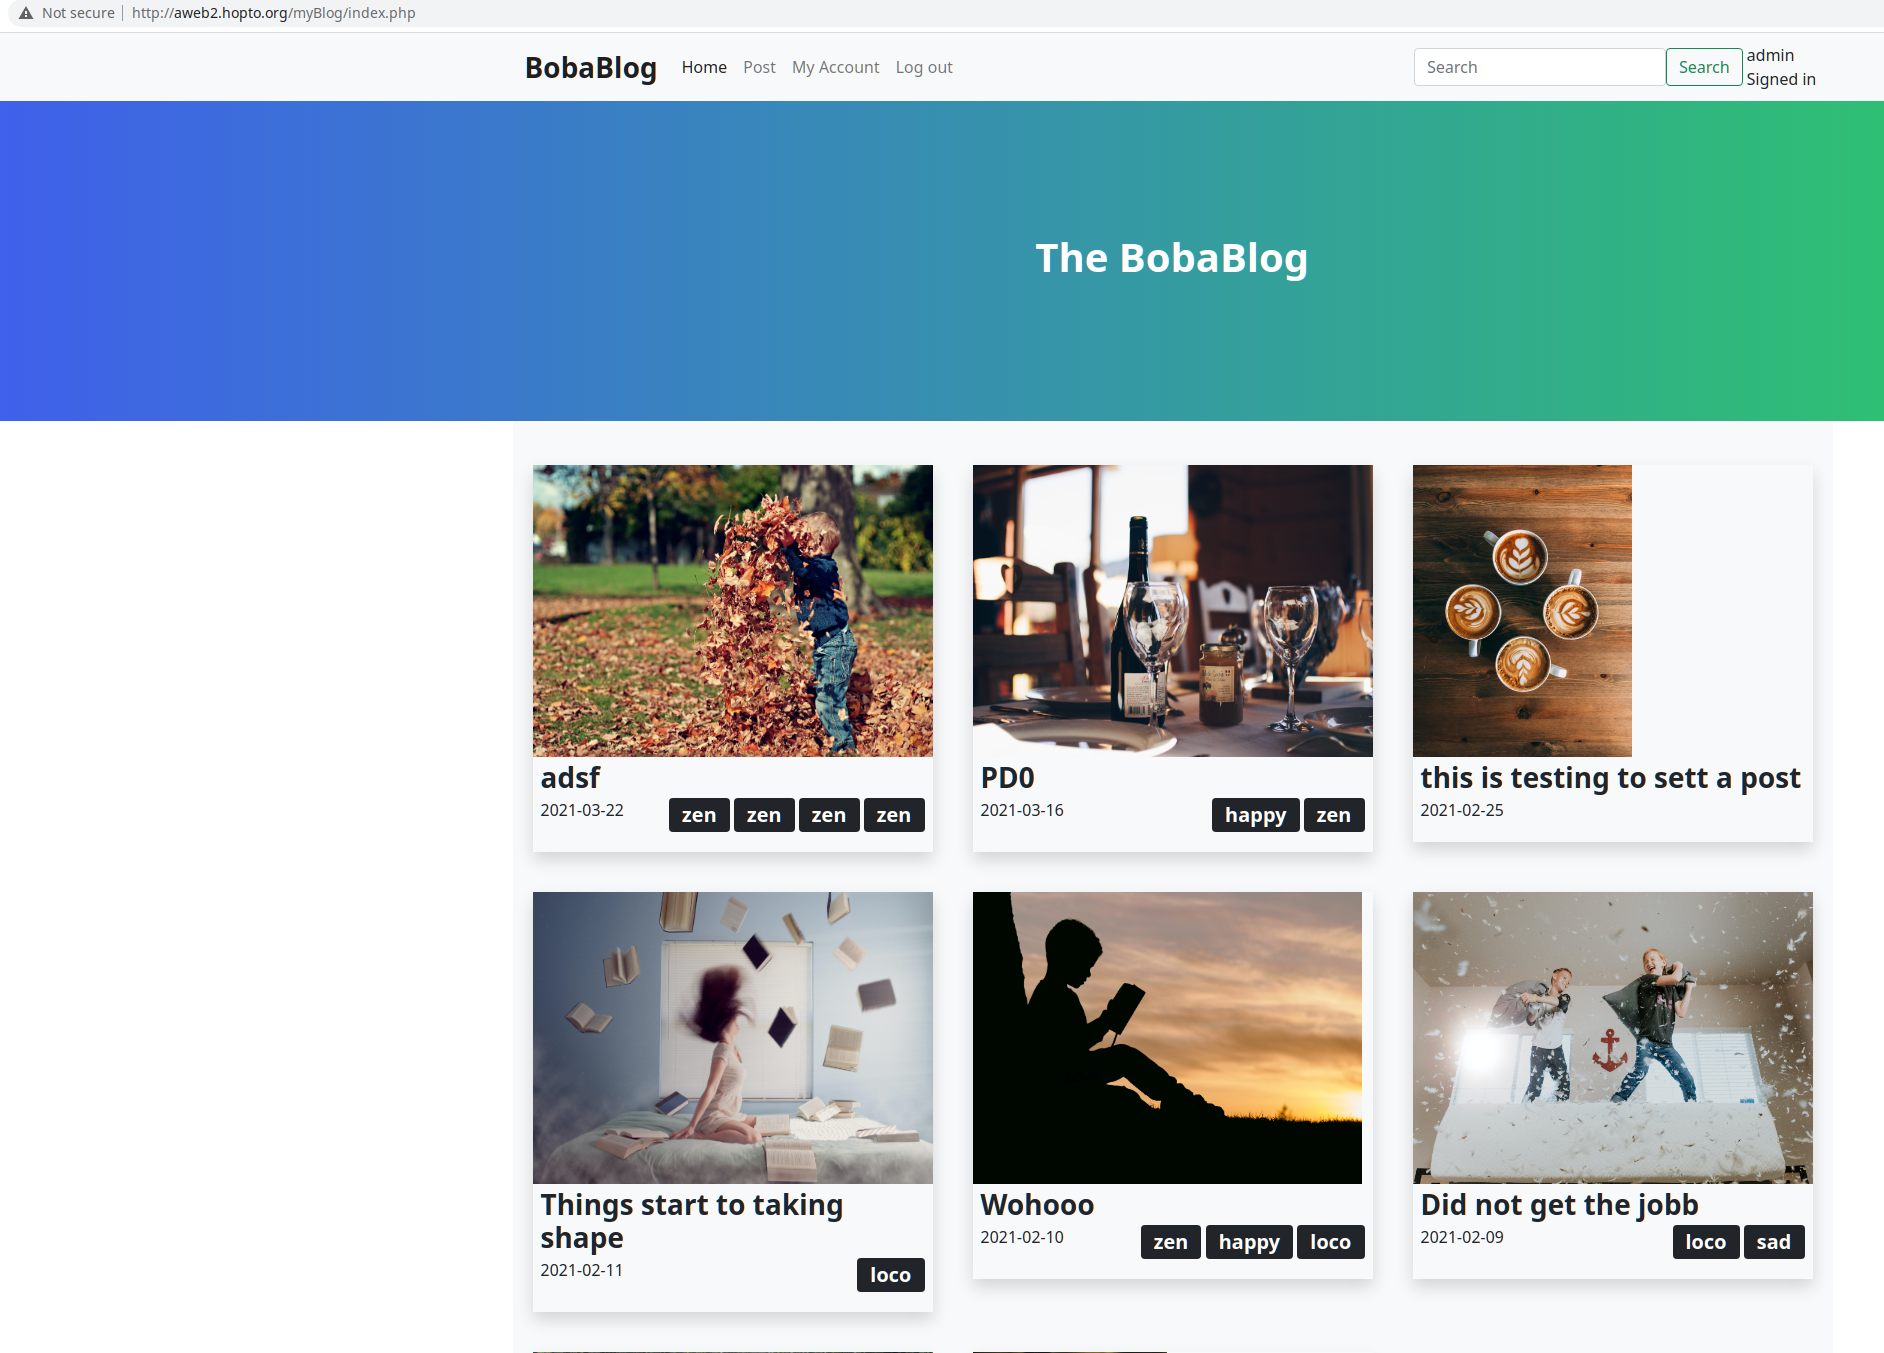 Not secure http://aweb2.hopto.org/myBlog/index.php
BobaBlog Home Post My Account Log out Search Search admin
Signed in
The BobaBlog
adsf
2021-03-22 zen zen zen zen
PD0
2021-03-16 happy zen
this is testing to sett a post
2021-02-25
Things start to taking
shape
2021-02-11 loco
Wohooo
2021-02-10 zen happy loco
Did not get the jobb
2021-02-09 loco sad